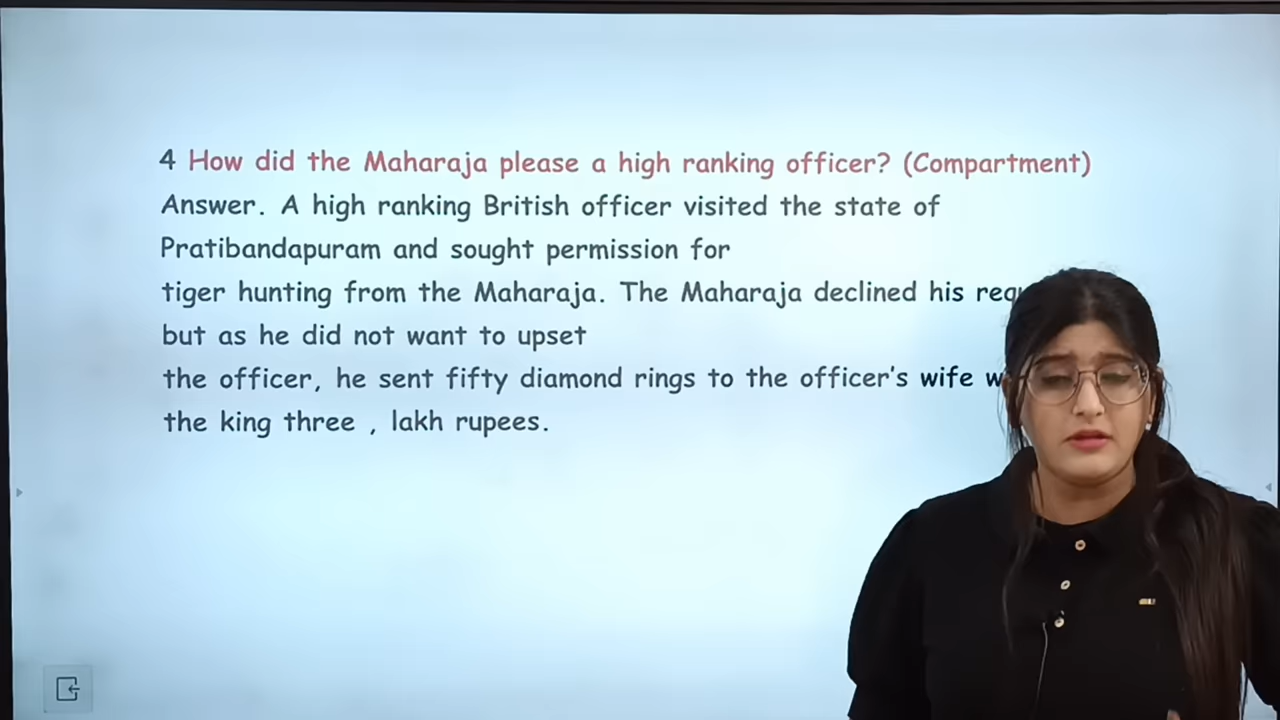 4 How did the Maharaja please a high ranking officer? (Compartment)
Answer. A high ranking British officer visited the state of
Pratibandapuram and sought permission for
tiger hunting from the Maharaja. The Maharaja declined his
but as he did not want to upset
the officer, he sent fifty diamond rings to the officer's wife
the king three , lakh rupees.